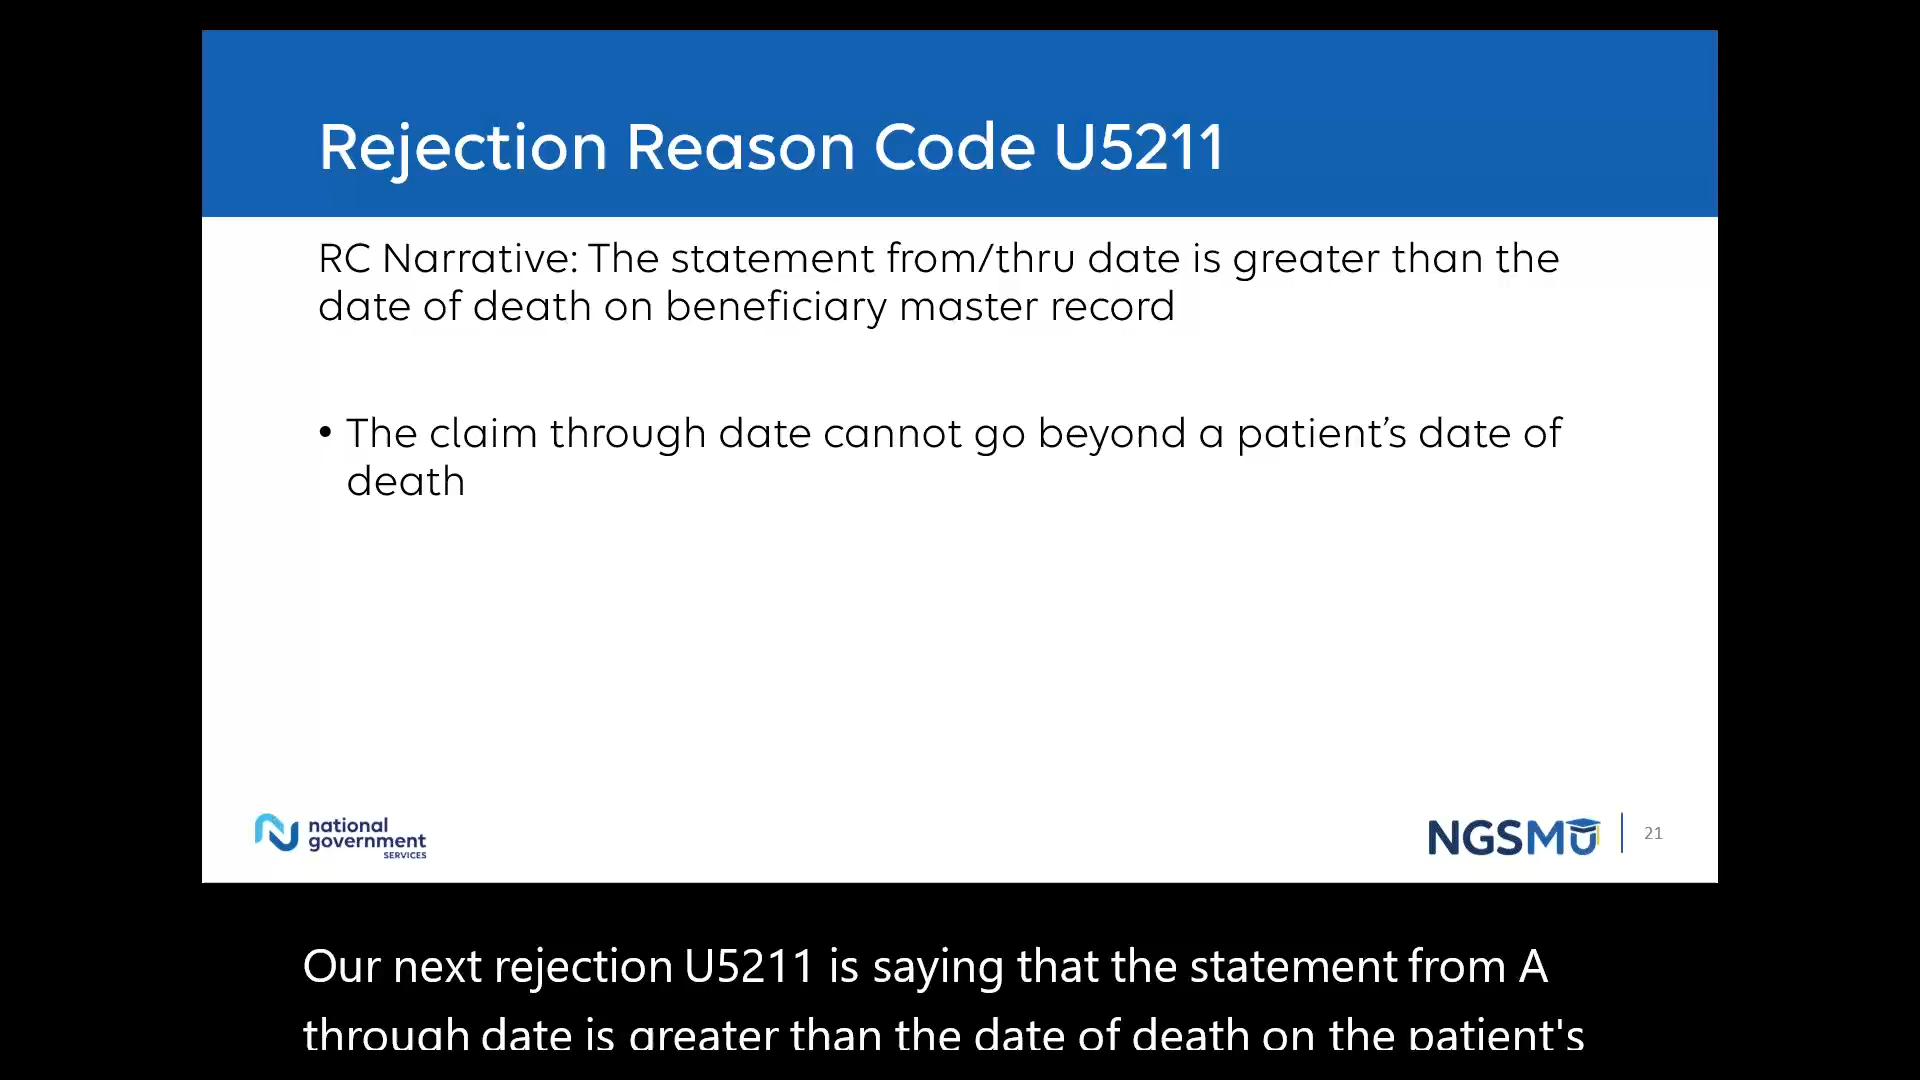 Rejection Reason Code U5211
RC Narrative: The statement from/thru date is greater than the
date of death on beneficiary master record
• The claim through date cannot go beyond a patient’s date of
death
national
government
SERVICES
NGSMU
21
Our next rejection U5211 is saying that the statement from A
through date is greater than the date of death on the patient's